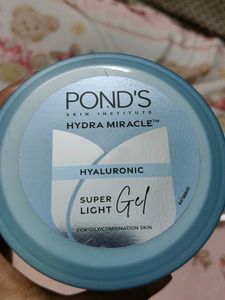 POND'S
SKIN INSTITUTE
HYDRA MIRACLE™
HYALURONIC
SUPER
LIGHT Gel
FOR OILY/COMBINATION SKIN